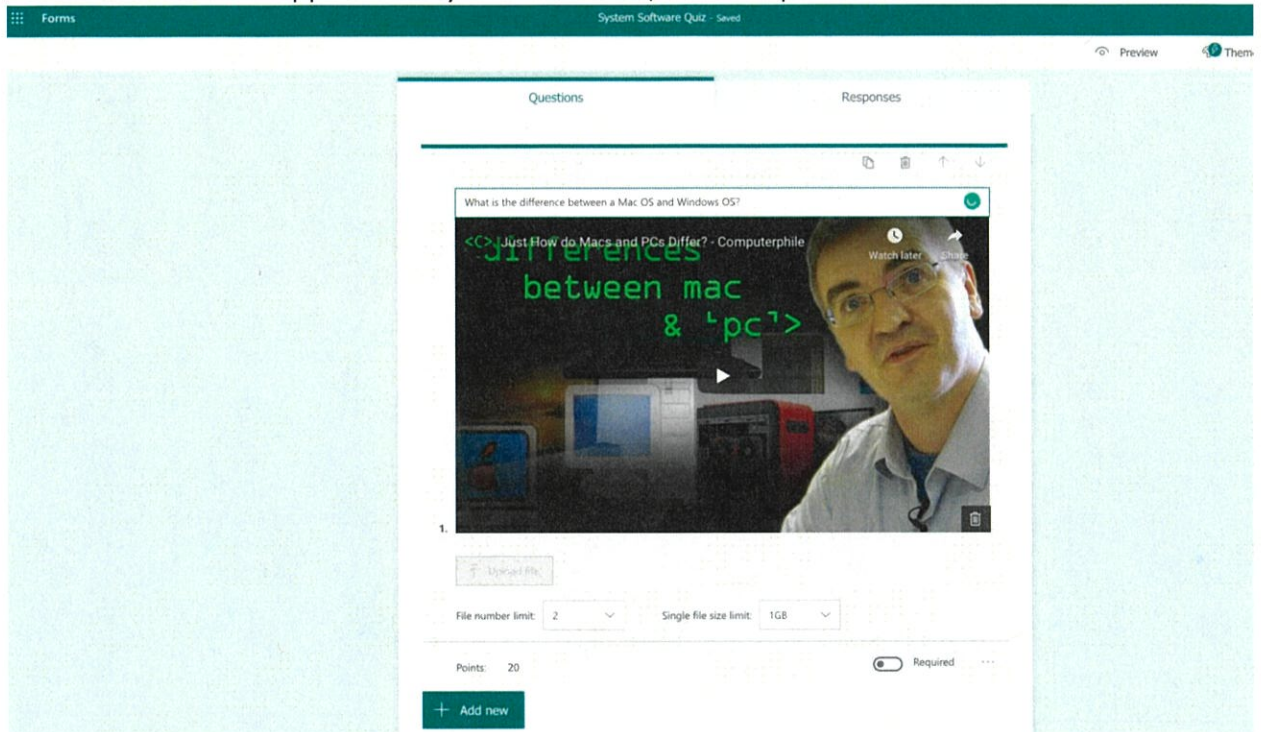 Forms
System Software Quiz - Saved
Preview
Questions
Responses
What is the difference between a Mac OS and Windows OS?
Just How do Macs and PCs Differ? - Computerphile
Watch later
Share
<C> differences
between mac
& ⌞pc⌝>
1.
Upload file
File number limit: 2
Single file size limit: 1GB
Points: 20
Required
+ Add new